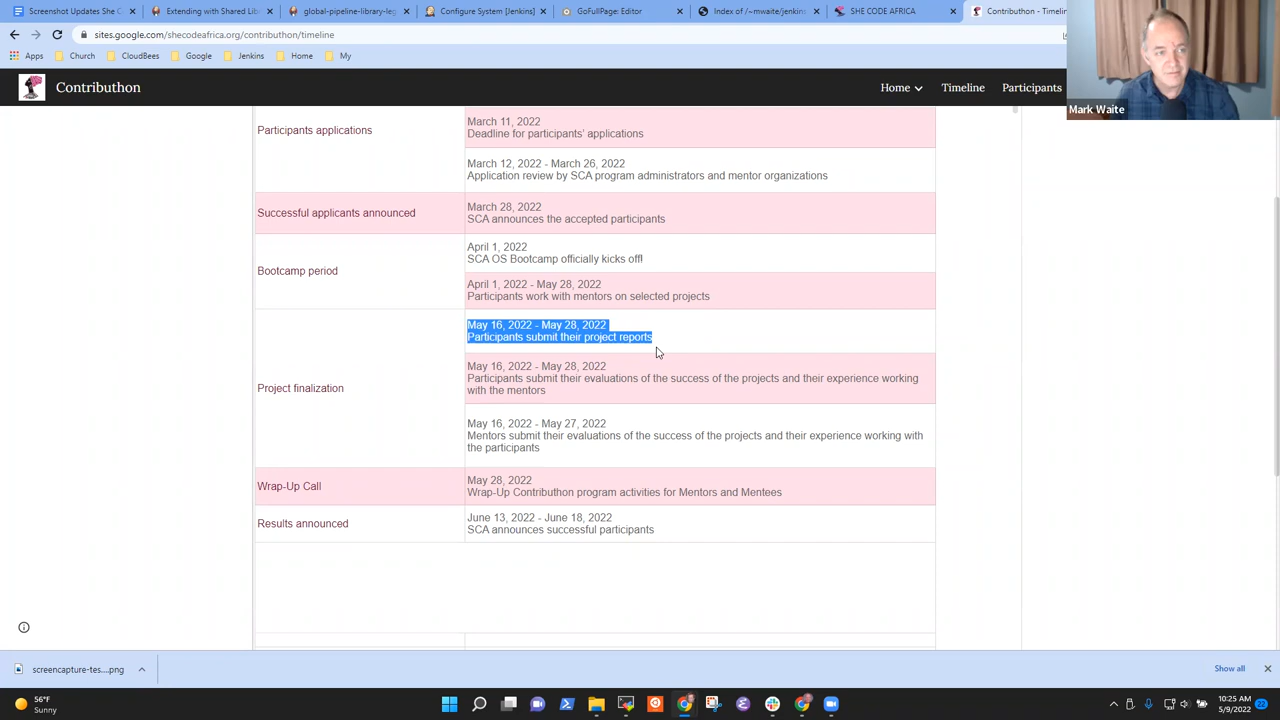 Screenshot Updates She C
Extending with Shared Lib
global-pipeline-library-leg
Configure System [Jenkins]
GoFullPage: Editor
Index of /~mwaite/jenkin
SHE CODE AFRICA
Contributhon - Timeline
sites.google.com/shecodeafrica.org/contributhon/timeline
Apps
Church
CloudBees
Google
Jenkins
Home
My
Mark Waite
Contributhon
Home
Timeline
Participants
Participants applications
March 11, 2022
Deadline for participants' applications
March 12, 2022 - March 26, 2022
Application review by SCA program administrators and mentor organizations
Successful applicants announced
March 28, 2022
SCA announces the accepted participants
Bootcamp period
April 1, 2022
SCA OS Bootcamp officially kicks off!
April 1, 2022 - May 28, 2022
Participants work with mentors on selected projects
Project finalization
May 16, 2022 - May 28, 2022
Participants submit their project reports
May 16, 2022 - May 28, 2022
Participants submit their evaluations of the success of the projects and their experience working
with the mentors
May 16, 2022 - May 27, 2022
Mentors submit their evaluations of the success of the projects and their experience working with
the participants
Wrap-Up Call
May 28, 2022
Wrap-Up Contributhon program activities for Mentors and Mentees
Results announced
June 13, 2022 - June 18, 2022
SCA announces successful participants
screencapture-tes....png
Show all
56°F
Sunny
10:25 AM
5/9/2022
22